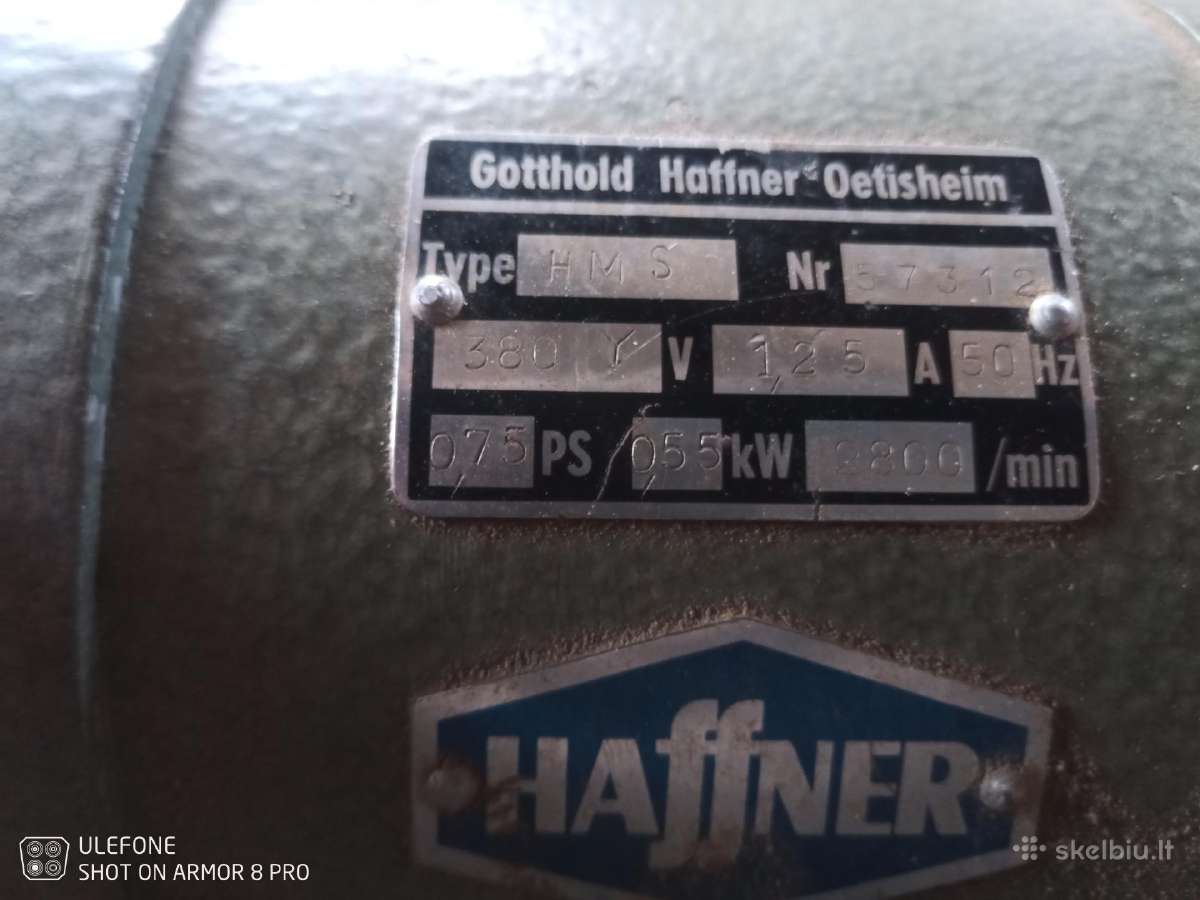 Gotthold Haffner Oetisheim
Type HMS Nr 57312
380 Y V 1,25 A 50 Hz
0,75 PS 0,55 kW 2800 /min
HAffNER
ULEFONE
SHOT ON ARMOR 8 PRO
skelbiu.lt